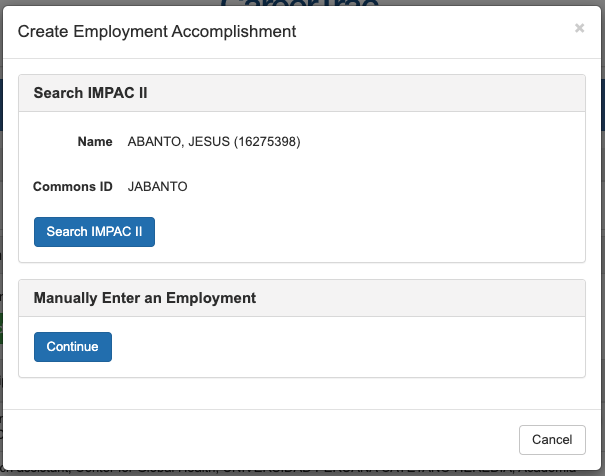 CareerTrac
Create Employment Accomplishment ×
Search IMPAC II
Name ABANTO, JESUS (16275398)
Commons ID JABANTO
Search IMPAC II
Manually Enter an Employment
Continue
Cancel